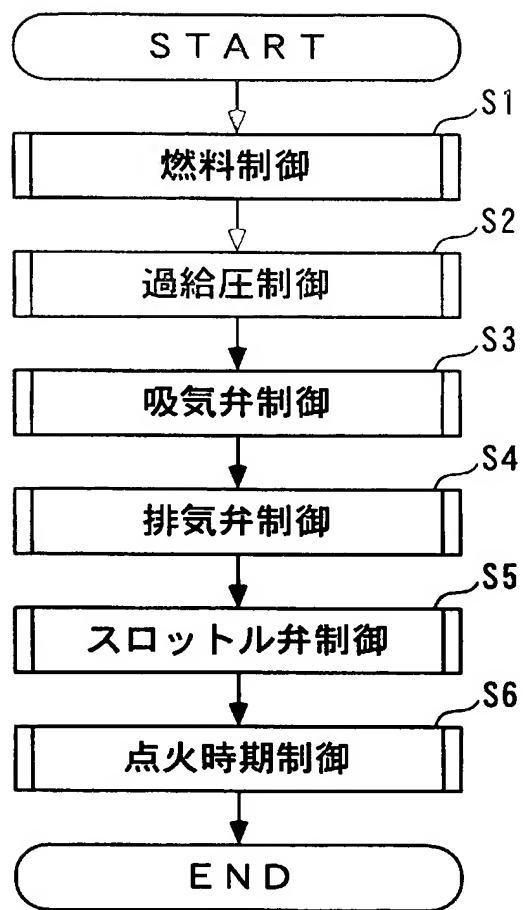 START
S1
燃料制御
S2
過給圧制御
S3
吸気弁制御
S4
排気弁制御
S5
スロットル弁制御
S6
点火時期制御
END